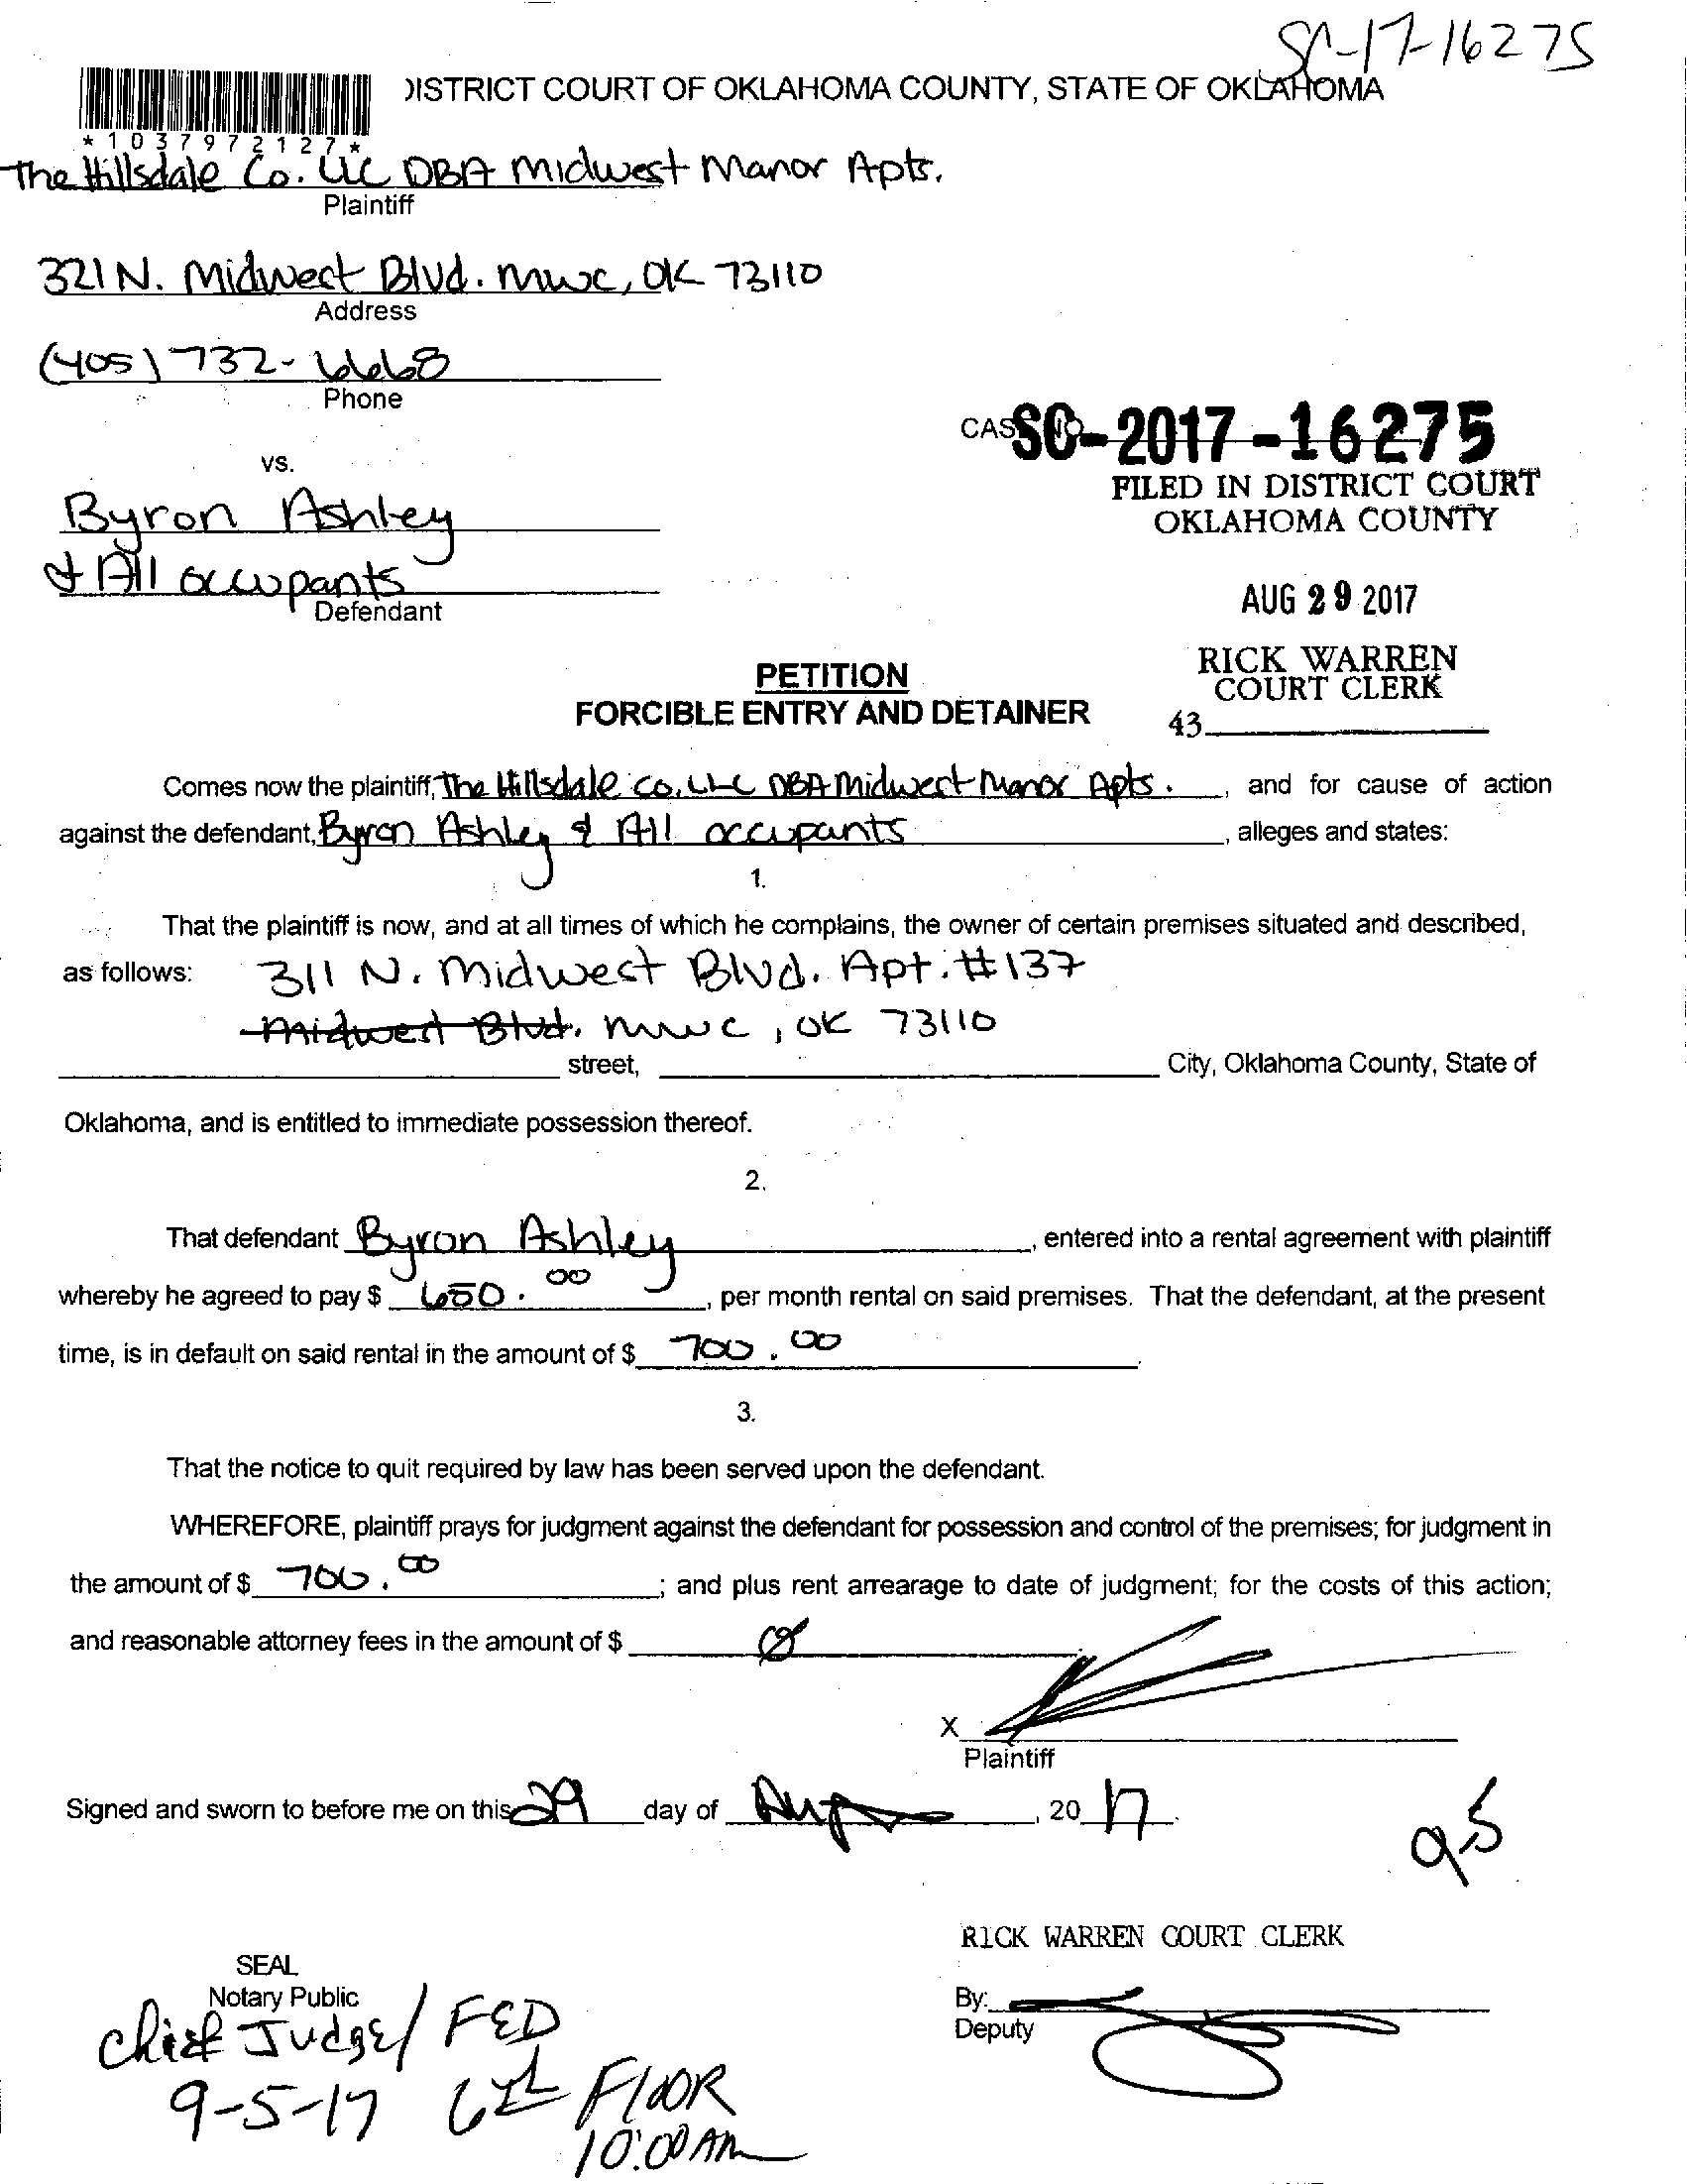 SC-17-16275
DISTRICT COURT OF OKLAHOMA COUNTY, STATE OF OKLAHOMA
*1037972127*
The Hillsdale Co. LLC DBA Midwest Manor Apts.
Plaintiff
321 N. Midwest Blvd. MWC, OK 73110
Address
(405) 732-6668
Phone
CASE NO. SC-2017-16275
FILED IN DISTRICT COURT
OKLAHOMA COUNTY
vs.
Byron Ashley
& All occupants
Defendant
AUG 29 2017
RICK WARREN
COURT CLERK
43
PETITION
FORCIBLE ENTRY AND DETAINER
Comes now the plaintiff, The Hillsdale Co. LLC DBA Midwest Manor Apts. , and for cause of action
against the defendant, Byron Ashley & All occupants , alleges and states:
1.
That the plaintiff is now, and at all times of which he complains, the owner of certain premises situated and described,
as follows: 311 N. Midwest Blvd. Apt. #137
Midwest Blvd. MWC, OK 73110
street, City, Oklahoma County, State of
Oklahoma, and is entitled to immediate possession thereof.
2.
That defendant Byron Ashley , entered into a rental agreement with plaintiff
whereby he agreed to pay $ 650.00 , per month rental on said premises. That the defendant, at the present
time, is in default on said rental in the amount of $ 700.00 .
3.
That the notice to quit required by law has been served upon the defendant.
WHEREFORE, plaintiff prays for judgment against the defendant for possession and control of the premises; for judgment in
the amount of $ 700.00 ; and plus rent arrearage to date of judgment; for the costs of this action;
and reasonable attorney fees in the amount of $ 0
X
Plaintiff
Signed and sworn to before me on this 29 day of Aug , 20 17 .
95
RICK WARREN COURT CLERK
SEAL
Notary Public
By:
Deputy
Chief Judge/ FED
9-5-17 6th Floor
10:00 AM